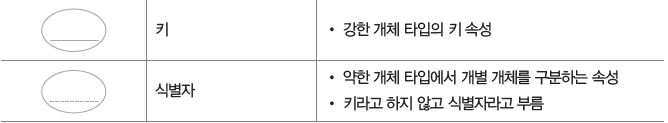 키
• 강한 개체 타입의 키 속성
식별자
• 약한 개체 타입에서 개별 개체를 구분하는 속성
• 키라고 하지 않고 식별자라고 부름